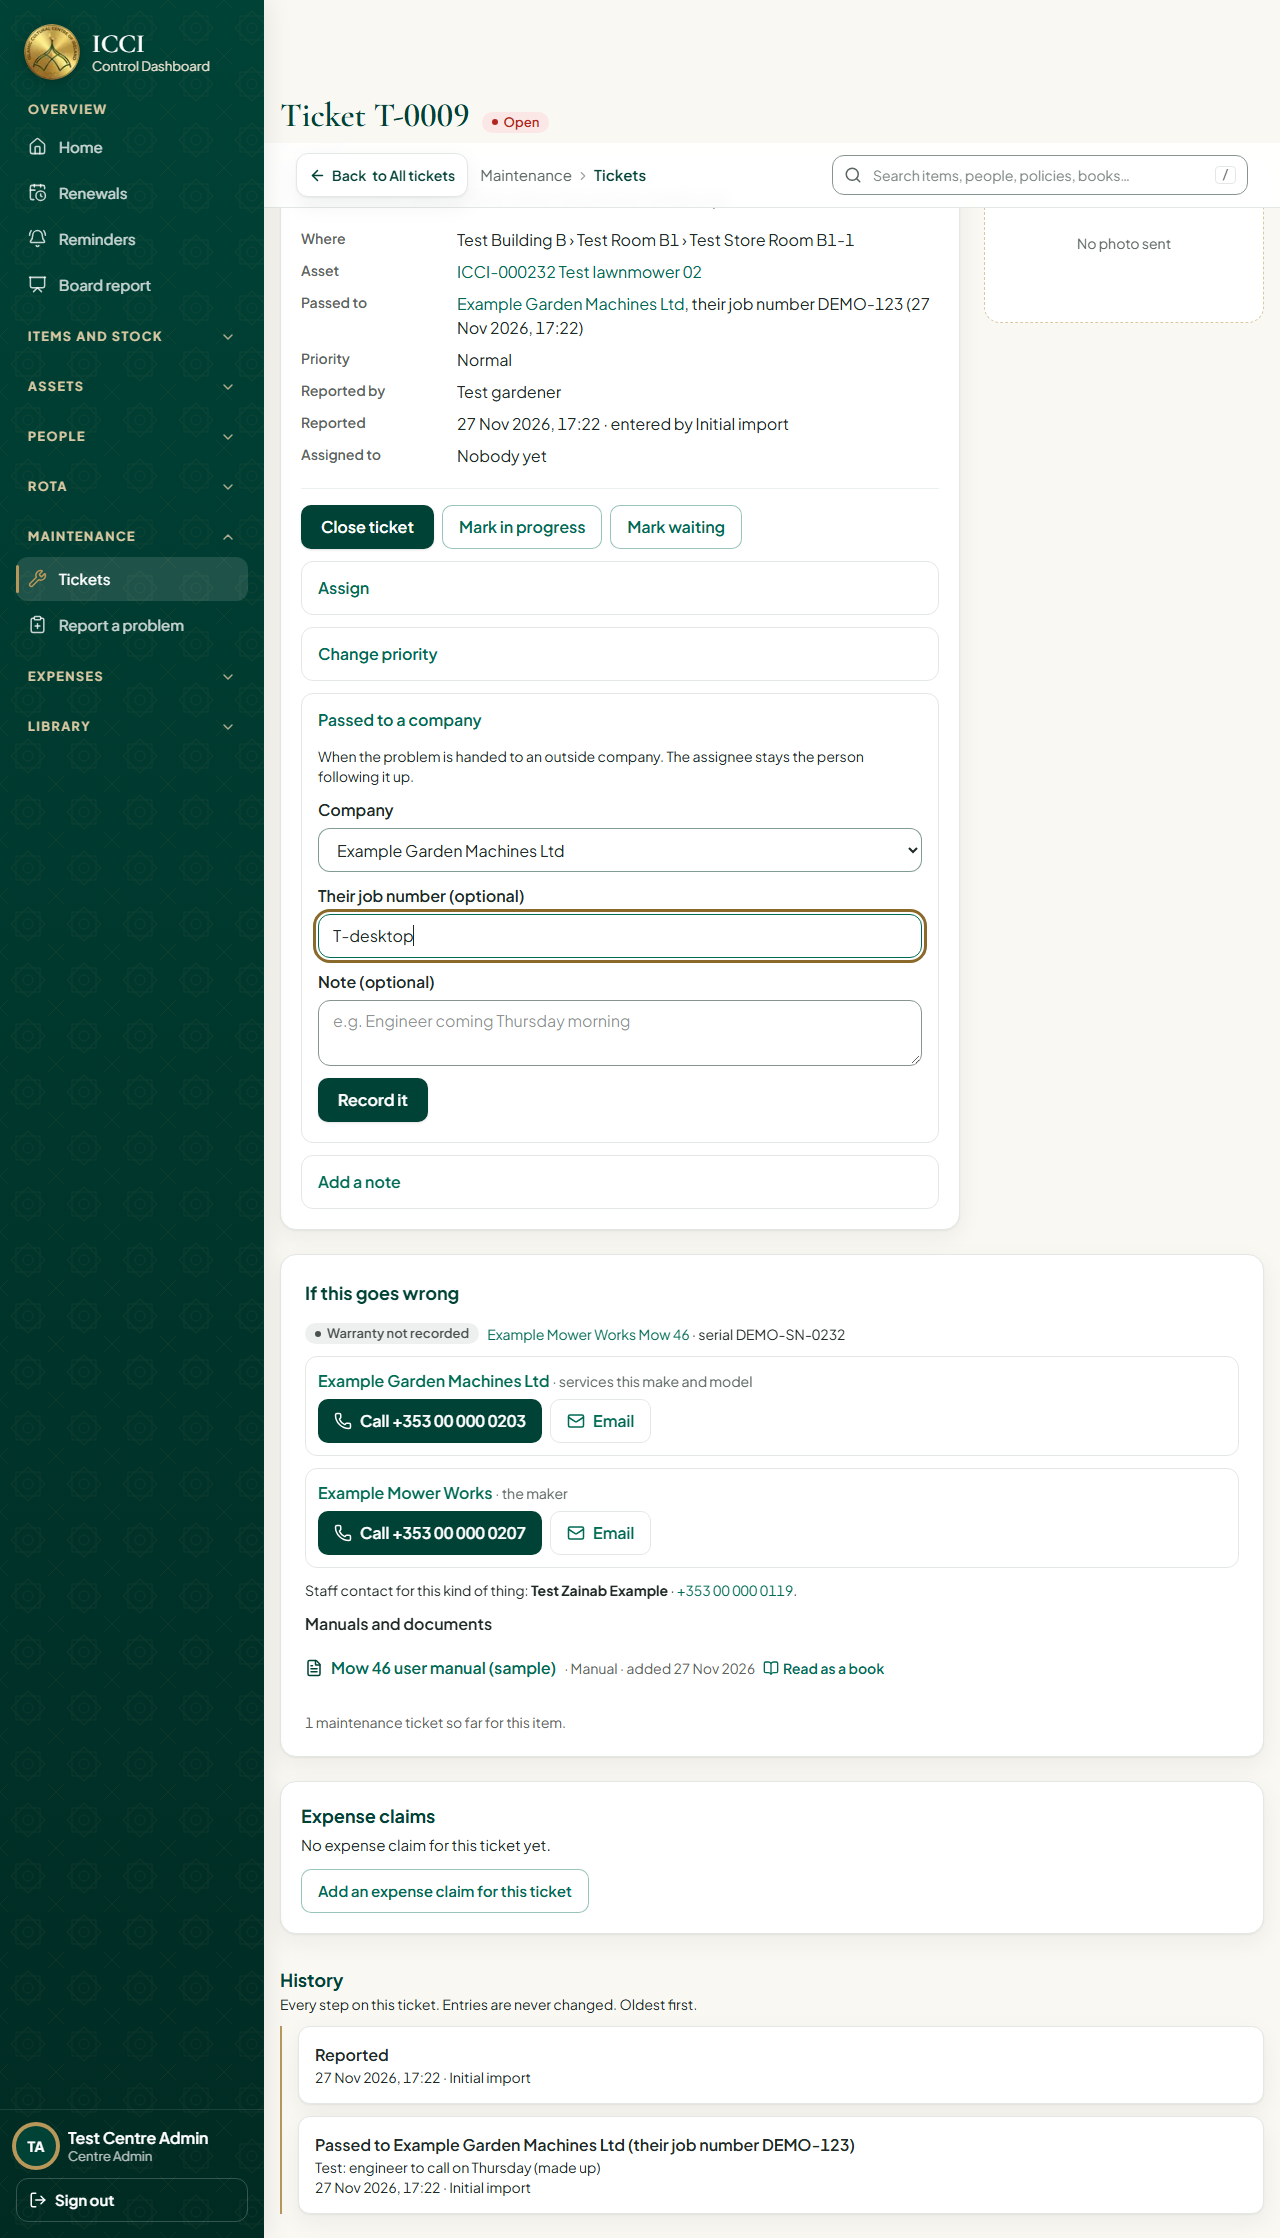 ICCI
Control Dashboard
OVERVIEW
Home
Renewals
Reminders
Board report
ITEMS AND STOCK
ASSETS
PEOPLE
ROTA
MAINTENANCE
Tickets
Report a problem
EXPENSES
LIBRARY
TA
Test Centre Admin
Centre Admin
Sign out
Ticket T-0009
Open
Back to All tickets
Maintenance › Tickets
Search items, people, policies, books…
/
Where
Test Building B › Test Room B1 › Test Store Room B1-1
Asset
ICCI-000232 Test lawnmower 02
Passed to
Example Garden Machines Ltd, their job number DEMO-123 (27
Nov 2026, 17:22)
Priority
Normal
Reported by
Test gardener
Reported
27 Nov 2026, 17:22 · entered by Initial import
Assigned to
Nobody yet
No photo sent
Close ticket
Mark in progress
Mark waiting
Assign
Change priority
Passed to a company
When the problem is handed to an outside company. The assignee stays the person
following it up.
Company
Example Garden Machines Ltd
Their job number (optional)
T-desktop
Note (optional)
e.g. Engineer coming Thursday morning
Record it
Add a note
If this goes wrong
Warranty not recorded
Example Mower Works Mow 46 · serial DEMO-SN-0232
Example Garden Machines Ltd · services this make and model
Call +353 00 000 0203
Email
Example Mower Works · the maker
Call +353 00 000 0207
Email
Staff contact for this kind of thing: Test Zainab Example · +353 00 000 0119.
Manuals and documents
Mow 46 user manual (sample) · Manual · added 27 Nov 2026 Read as a book
1 maintenance ticket so far for this item.
Expense claims
No expense claim for this ticket yet.
Add an expense claim for this ticket
History
Every step on this ticket. Entries are never changed. Oldest first.
Reported
27 Nov 2026, 17:22 · Initial import
Passed to Example Garden Machines Ltd (their job number DEMO-123)
Test: engineer to call on Thursday (made up)
27 Nov 2026, 17:22 · Initial import